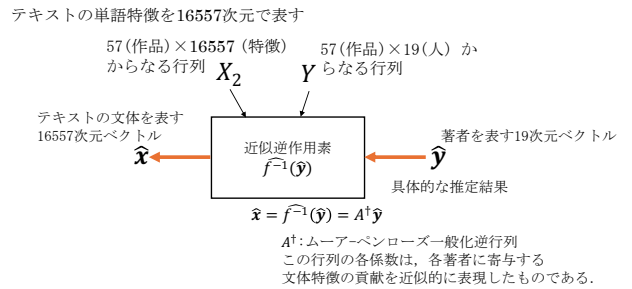 テキストの単語特徴を16557次元で表す
57(作品)×16557 (特徴)
からなる行列 X₂
57(作品)×19(人) か
らなる行列
Y
テキストの文体を表す
16557次元ベクトル
x̂
近似逆作用素
\widehat{f^{-1}}(ŷ)
著者を表す19次元ベクトル
ŷ
具体的な推定結果
x̂ = \widehat{f^{-1}}(ŷ) = A†ŷ
A†:ムーア-ペンローズ一般化逆行列
この行列の各係数は，各著者に寄与する
文体特徴の貢献を近似的に表現したものである．